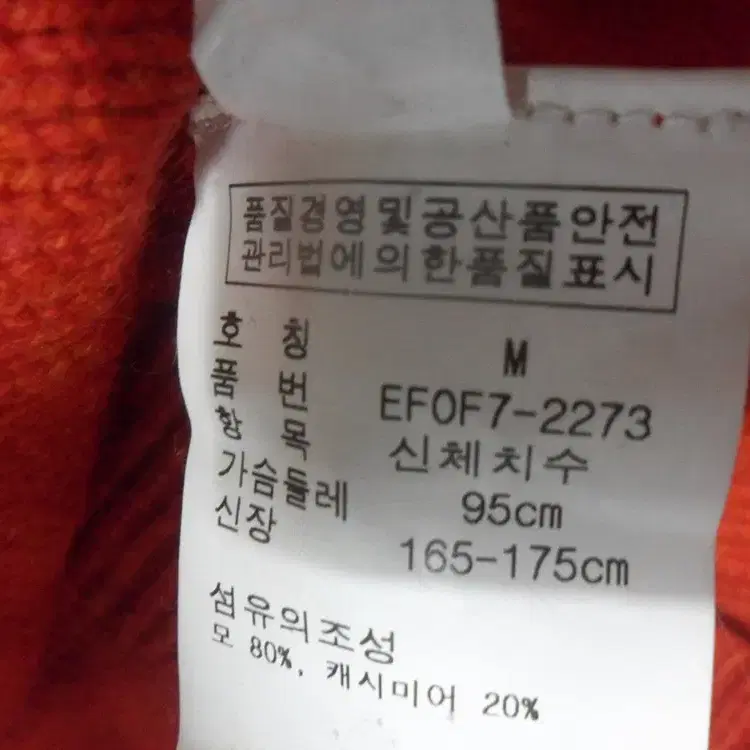 품질경영및공산품안전
관리법에의한품질표시
호 칭 M
품 번 EFOF7-2273
항 목 신체치수
가슴둘레 95cm
신장 165-175cm
섬유의조성
모 80%, 캐시미어 20%